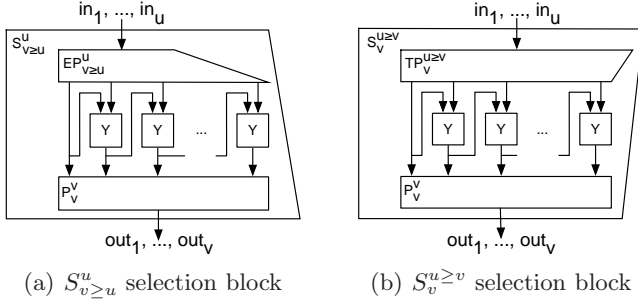 in₁, ..., inᵤ
S^u_{v≥u}
EP^u_{v≥u}
Y Y ... Y
P^v_v
out₁, ..., outᵥ
(a) S^u_{v≥u} selection block
in₁, ..., inᵤ
S^{u≥v}_v
TP^{u≥v}_v
Y Y ... Y
P^v_v
out₁, ..., outᵥ
(b) S^{u≥v}_v selection block